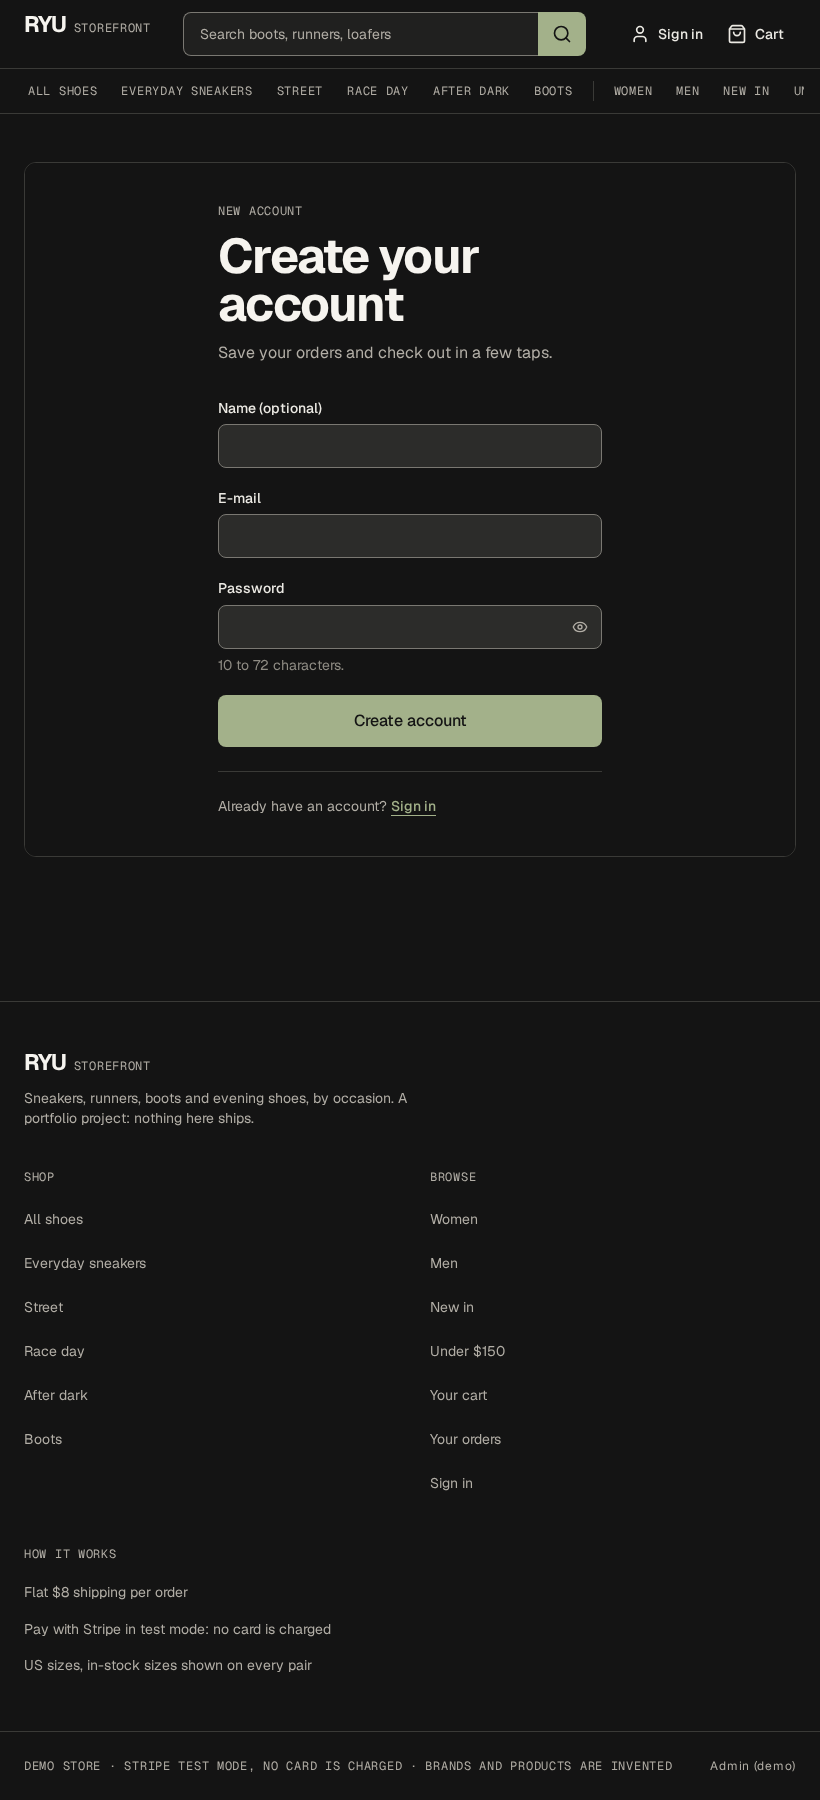 RYU STOREFRONT
Search boots, runners, loafers
Sign in
Cart
ALL SHOES
EVERYDAY SNEAKERS
STREET
RACE DAY
AFTER DARK
BOOTS
WOMEN
MEN
NEW IN
NEW ACCOUNT
Create your
account
Save your orders and check out in a few taps.
Name (optional)
E-mail
Password
10 to 72 characters.
Create account
Already have an account? Sign in
RYU STOREFRONT
Sneakers, runners, boots and evening shoes, by occasion. A
portfolio project: nothing here ships.
SHOP
All shoes
Everyday sneakers
Street
Race day
After dark
Boots
BROWSE
Women
Men
New in
Under $150
Your cart
Your orders
Sign in
HOW IT WORKS
Flat $8 shipping per order
Pay with Stripe in test mode: no card is charged
US sizes, in-stock sizes shown on every pair
DEMO STORE · STRIPE TEST MODE, NO CARD IS CHARGED · BRANDS AND PRODUCTS ARE INVENTED
Admin (demo)